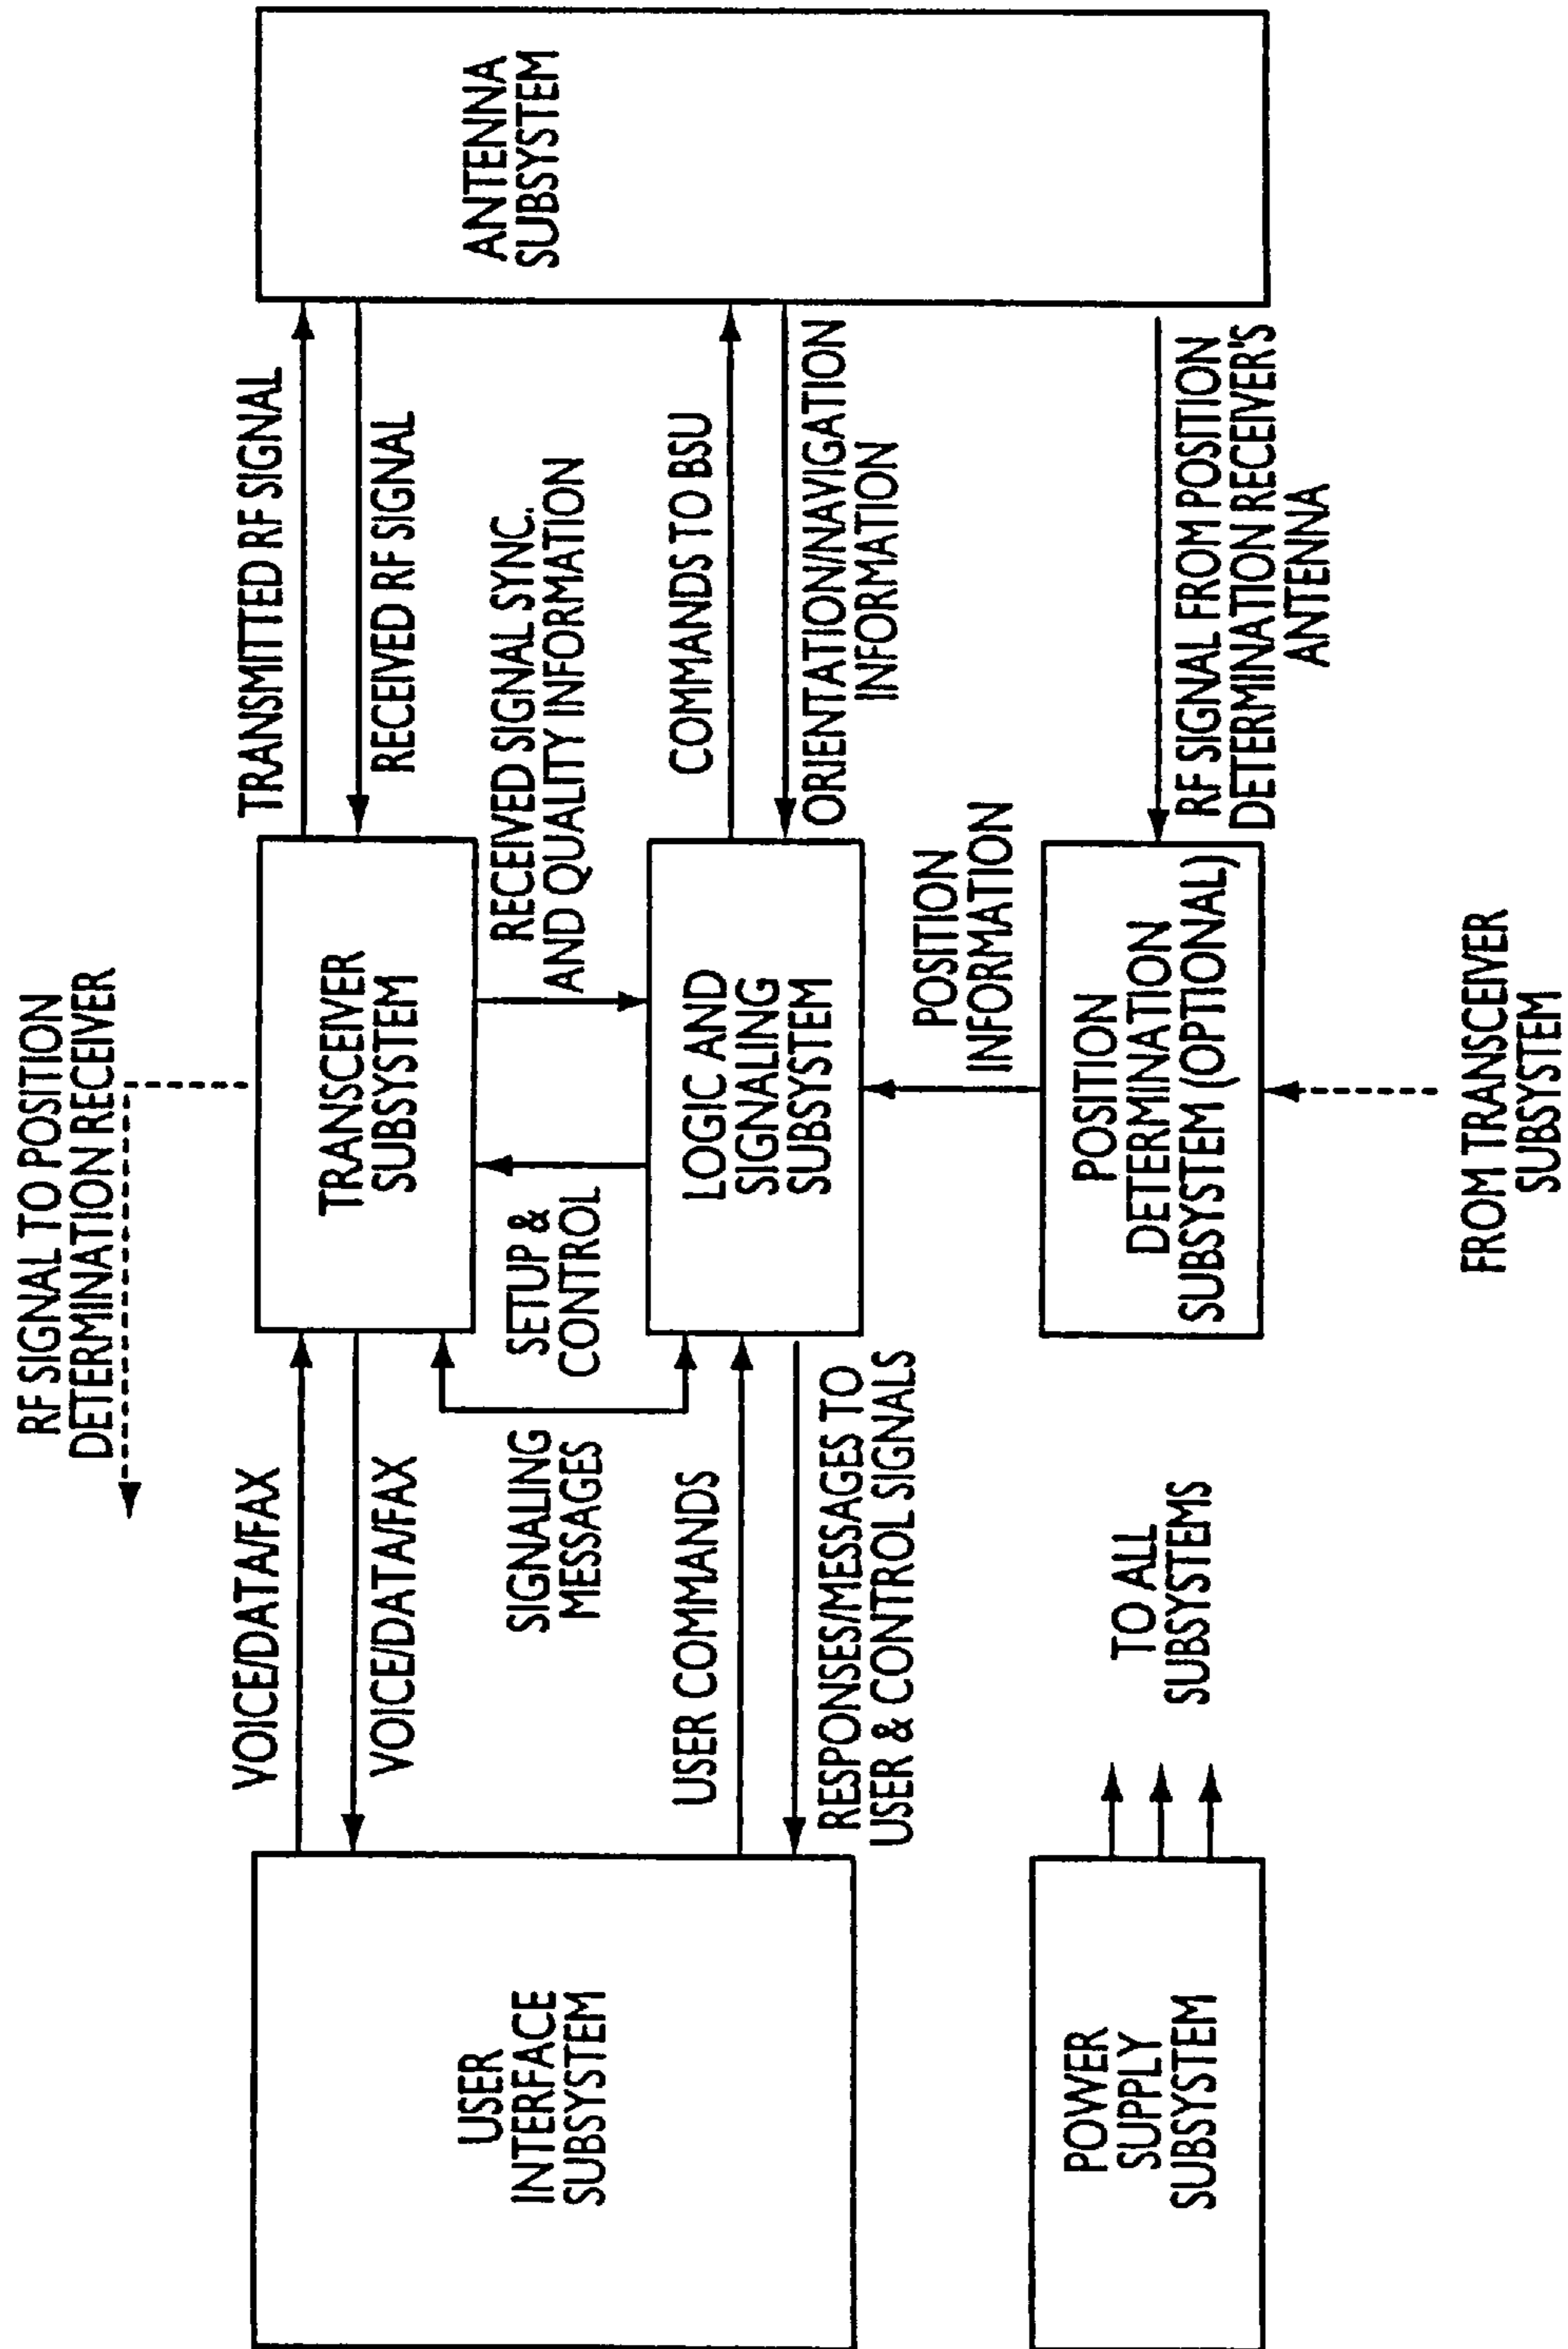 RF SIGNAL TO POSITION
DETERMINATION RECEIVER
VOICE/DATA/FAX
VOICE/DATA/FAX
TRANSMITTED RF SIGNAL
RECEIVED RF SIGNAL
TRANSCEIVER
SUBSYSTEM
ANTENNA
SUBSYSTEM
USER
INTERFACE
SUBSYSTEM
SIGNALING
MESSAGES
SETUP &
CONTROL
RECEIVED SIGNAL SYNC.
AND QUALITY INFORMATION
USER COMMANDS
RESPONSES/MESSAGES TO
USER & CONTROL SIGNALS
LOGIC AND
SIGNALING
SUBSYSTEM
COMMANDS TO BSU
ORIENTATION/NAVIGATION
INFORMATION
POSITION
INFORMATION
POWER
SUPPLY
SUBSYSTEM
TO ALL
SUBSYSTEMS
POSITION
DETERMINATION
SUBSYSTEM (OPTIONAL)
RF SIGNAL FROM POSITION
DETERMINATION RECEIVER'S
ANTENNA
FROM TRANSCEIVER
SUBSYSTEM